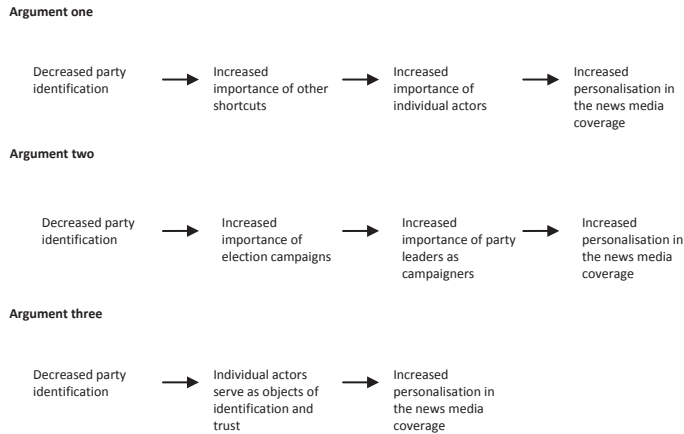 Argument one
Decreased party
identification
Increased
importance of other
shortcuts
Increased
importance of
individual actors
Increased
personalisation in
the news media
coverage
Argument two
Decreased party
identification
Increased
importance of
election campaigns
Increased
importance of party
leaders as
campaigners
Increased
personalisation in
the news media
coverage
Argument three
Decreased party
identification
Individual actors
serve as objects of
identification and
trust
Increased
personalisation in
the news media
coverage